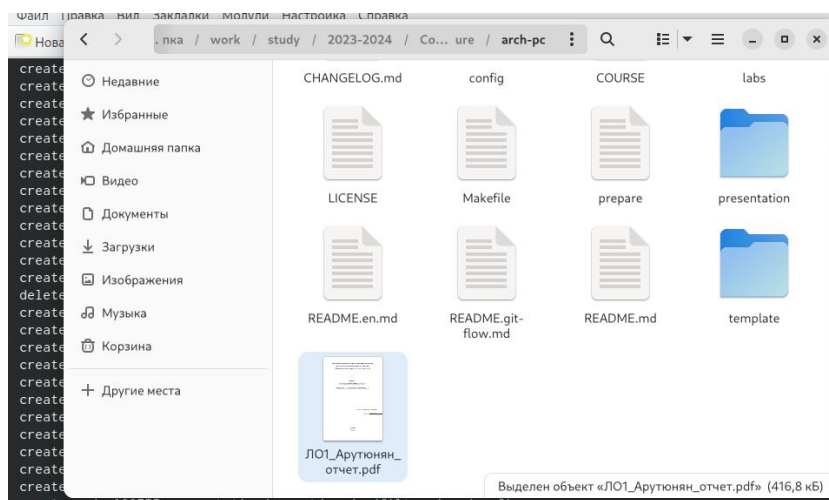 Файл Правка Вид Закладки Модули Настройка Справка
Нова
. пка / work / study / 2023-2024 / Co... ure / arch-pc
create
create
create
create
create
create
create
create
create
create
create
create
create
delete
create
create
create
create
create
create
create
create
create
create
create
Недавние
Избранные
Домашняя папка
Видео
Документы
Загрузки
Изображения
Музыка
Корзина
Другие места
CHANGELOG.md
config
COURSE
labs
LICENSE
Makefile
prepare
presentation
README.en.md
README.git-
flow.md
README.md
template
ЛО1_Арутюнян_
отчет.pdf
Выделен объект «ЛО1_Арутюнян_отчет.pdf» (416,8 кБ)